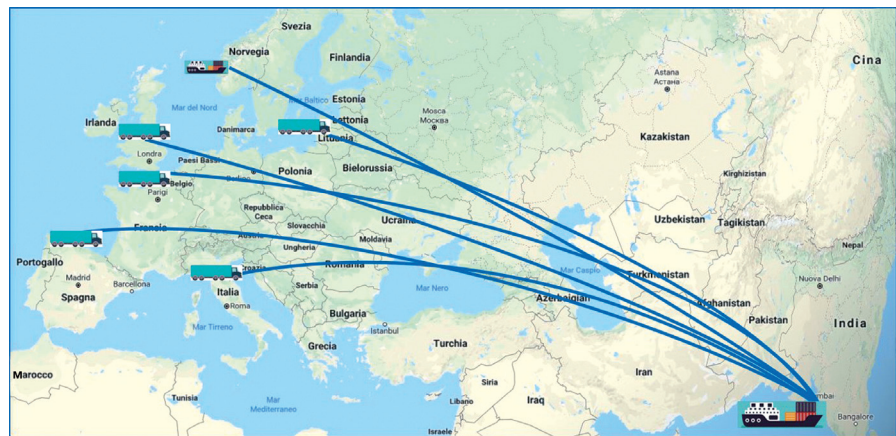 Svezia
Norvegia
Finlandia
Cina
Astana
Астана
Mar del Nord
Mar Baltico
Estonia
Mosca
Москва
Lettonia
Irlanda
Danimarca
Lituania
Kazakistan
Londra
Paesi Bassi
Bielorussia
Polonia
Belgio
Kirghizistan
Parigi
Repubblica
Ceca
Uzbekistan
Tagikistan
Slovacchia
Ucraina
Francia
Austria
Moldavia
Ungheria
Nepal
Portogallo
Croazia
Romania
Mar Caspio
Turkmenistan
Madrid
Barcellona
Serbia
Mar Nero
Nuova Delhi
Spagna
Italia
Azerbaigian
Afghanistan
Roma
Bulgaria
Pakistan
Mar Tirreno
Istanbul
India
Grecia
Turchia
Marocco
Siria
Iran
Tunisia
Mar
Mediterraneo
Libano
Iraq
mbai
Bangalore
Israele